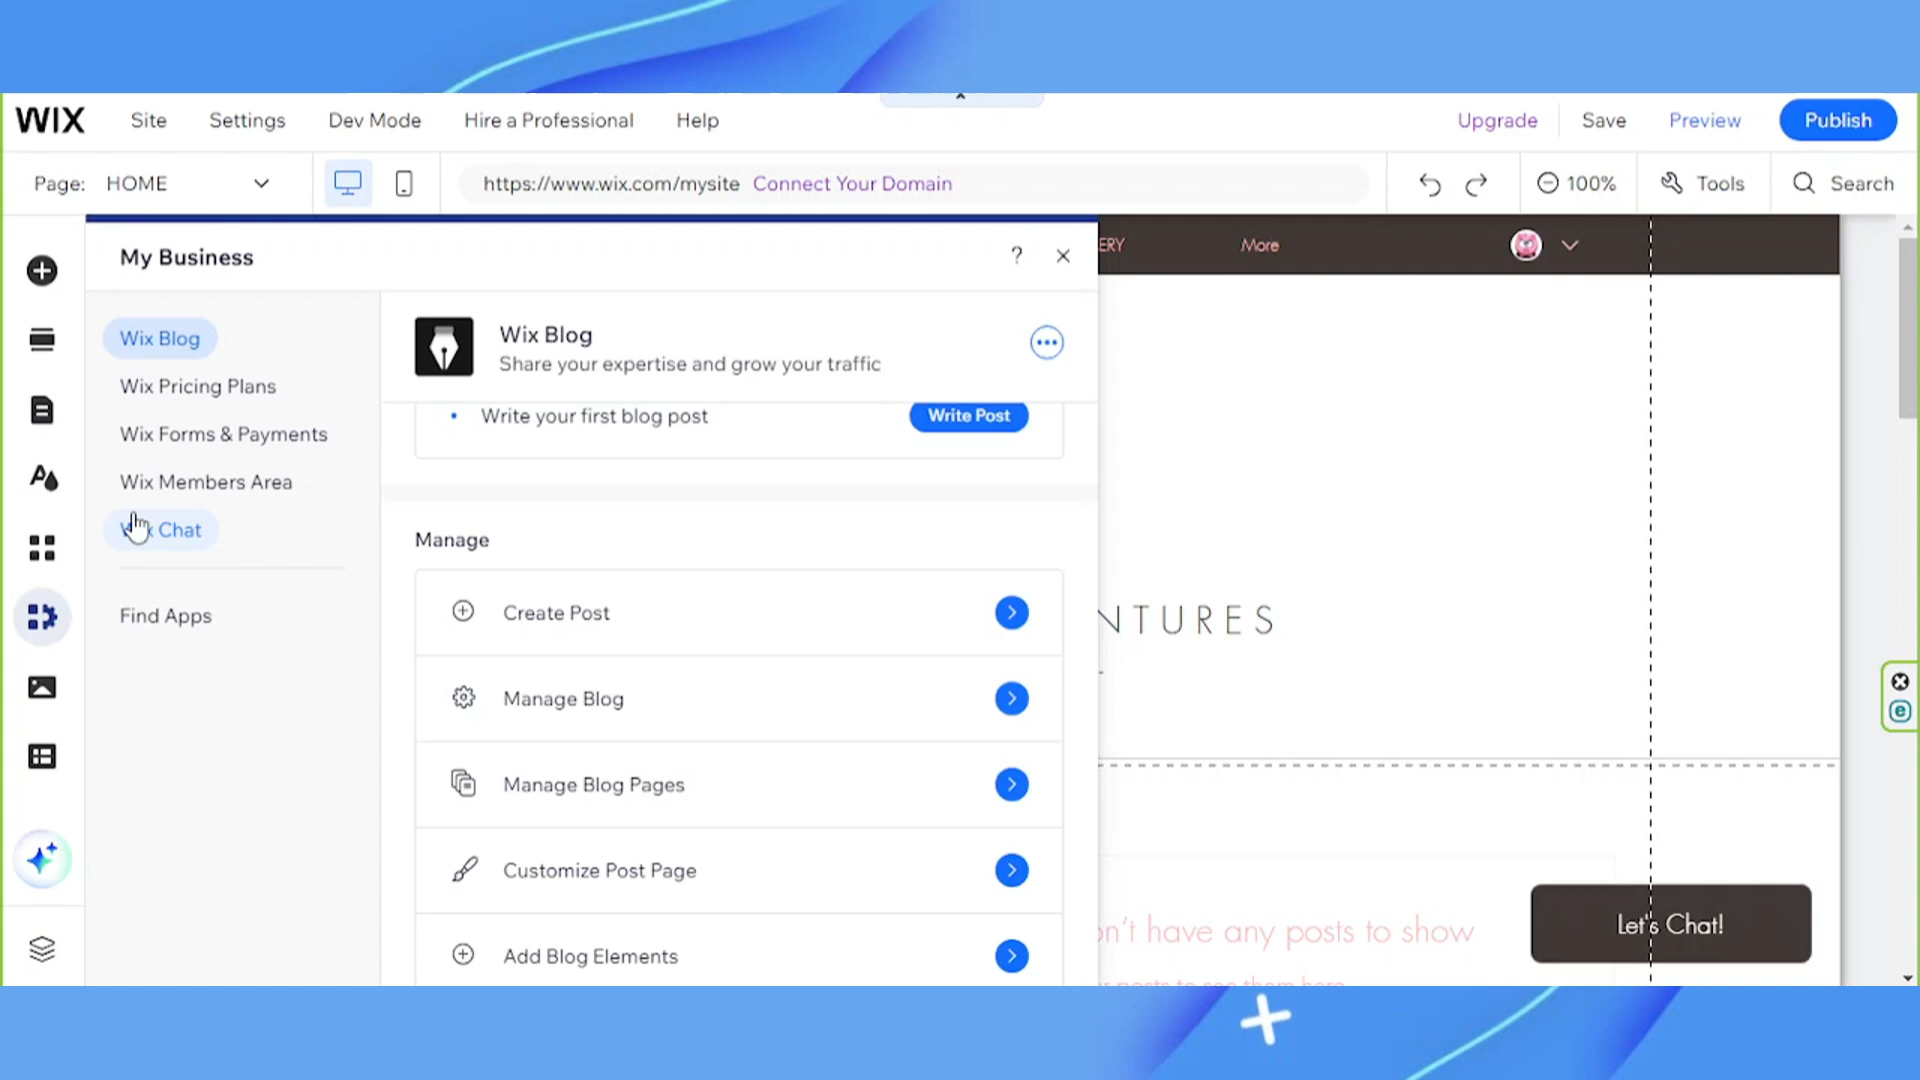 WIX Site Settings Dev Mode Hire a Professional Help Upgrade Save Preview Publish
Page: HOME https://www.wix.com/mysite Connect Your Domain 100% Tools Search
My Business ?
ERY More
Wix Blog
Wix Pricing Plans
Wix Forms & Payments
Wix Members Area
Chat
Find Apps
Wix Blog
Share your expertise and grow your traffic
Write your first blog post Write Post
Manage
Create Post
Manage Blog
Manage Blog Pages
Customize Post Page
Add Blog Elements
NTURES
on't have any posts to show
Let's Chat!